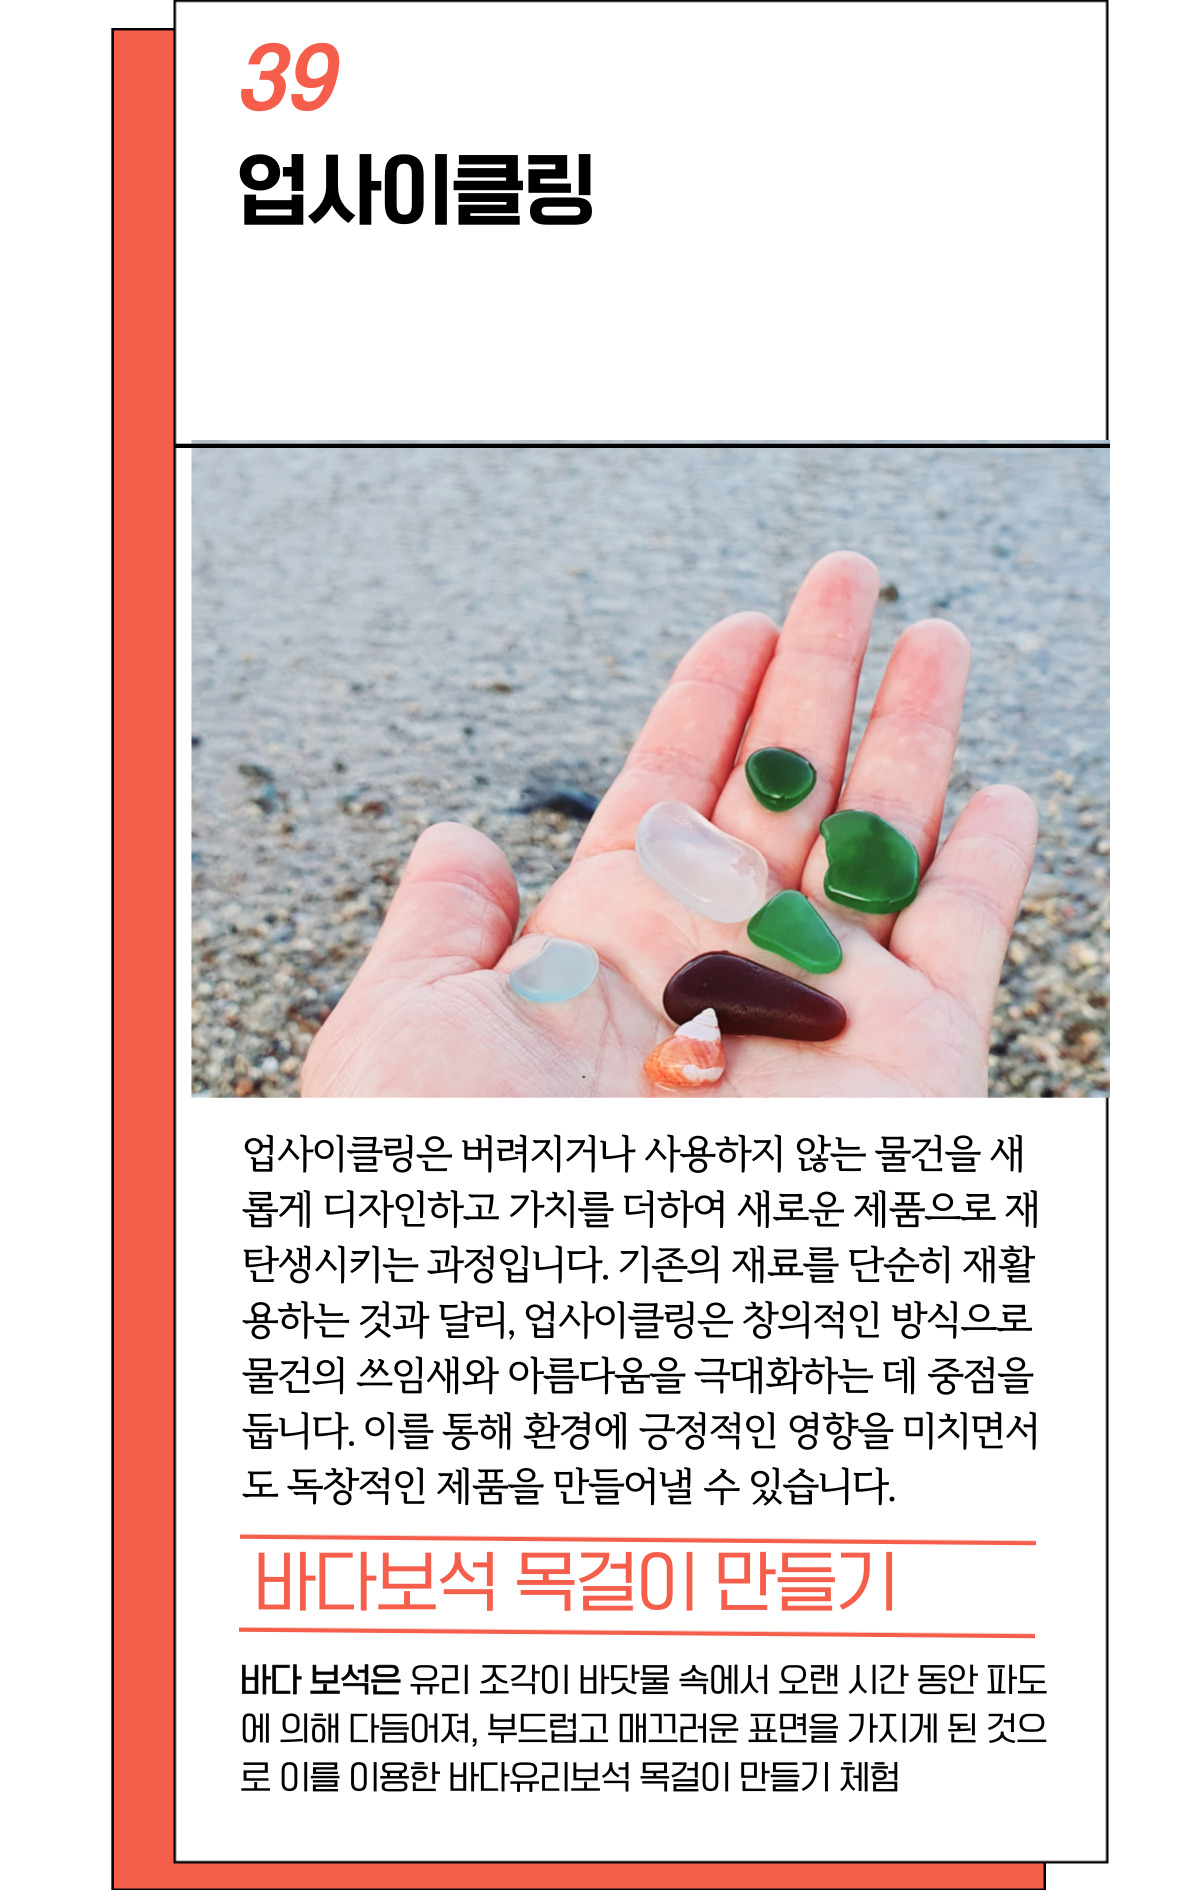 39
업사이클링
업사이클링은 버려지거나 사용하지 않는 물건을 새
롭게 디자인하고 가치를 더하여 새로운 제품으로 재
탄생시키는 과정입니다. 기존의 재료를 단순히 재활
용하는 것과 달리, 업사이클링은 창의적인 방식으로
물건의 쓰임새와 아름다움을 극대화하는 데 중점을
둡니다. 이를 통해 환경에 긍정적인 영향을 미치면서
도 독창적인 제품을 만들어낼 수 있습니다.
바다보석 목걸이 만들기
바다 보석은 유리 조각이 바닷물 속에서 오랜 시간 동안 파도
에 의해 다듬어져, 부드럽고 매끄러운 표면을 가지게 된 것으
로 이를 이용한 바다유리보석 목걸이 만들기 체험